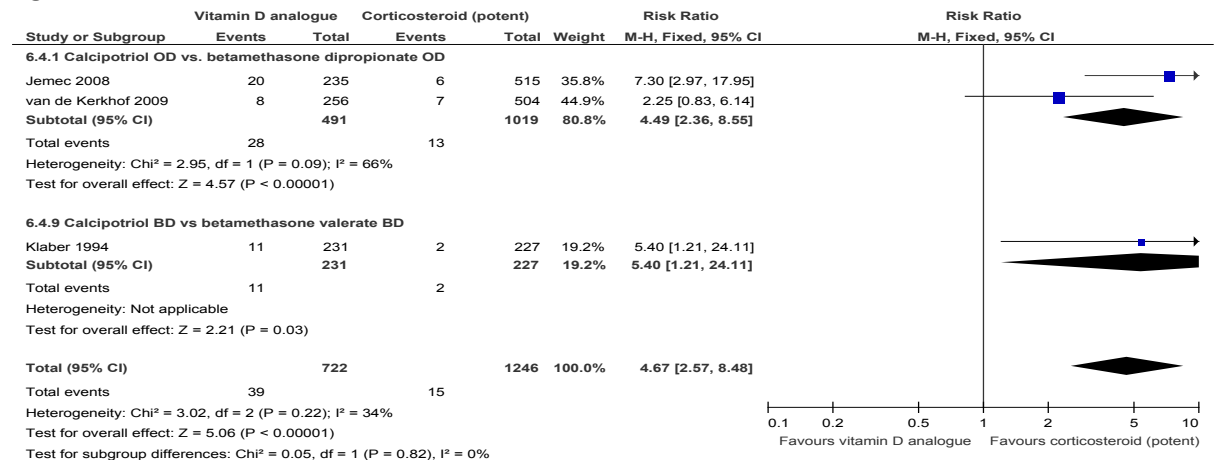 Vitamin D analogue Corticosteroid (potent) Risk Ratio Risk Ratio
Study or Subgroup Events Total Events Total Weight M-H, Fixed, 95% CI M-H, Fixed, 95% CI
6.4.1 Calcipotriol OD vs. betamethasone dipropionate OD
Jemec 2008 20 235 6 515 35.8% 7.30 [2.97, 17.95]
van de Kerkhof 2009 8 256 7 504 44.9% 2.25 [0.83, 6.14]
Subtotal (95% CI) 491 1019 80.8% 4.49 [2.36, 8.55]
Total events 28 13
Heterogeneity: Chi² = 2.95, df = 1 (P = 0.09); I² = 66%
Test for overall effect: Z = 4.57 (P < 0.00001)
6.4.9 Calcipotriol BD vs betamethasone valerate BD
Klaber 1994 11 231 2 227 19.2% 5.40 [1.21, 24.11]
Subtotal (95% CI) 231 227 19.2% 5.40 [1.21, 24.11]
Total events 11 2
Heterogeneity: Not applicable
Test for overall effect: Z = 2.21 (P = 0.03)
Total (95% CI) 722 1246 100.0% 4.67 [2.57, 8.48]
Total events 39 15
Heterogeneity: Chi² = 3.02, df = 2 (P = 0.22); I² = 34%
Test for overall effect: Z = 5.06 (P < 0.00001)
Test for subgroup differences: Chi² = 0.05, df = 1 (P = 0.82), I² = 0%
0.1 0.2 0.5 1 2 5 10
Favours vitamin D analogue Favours corticosteroid (potent)